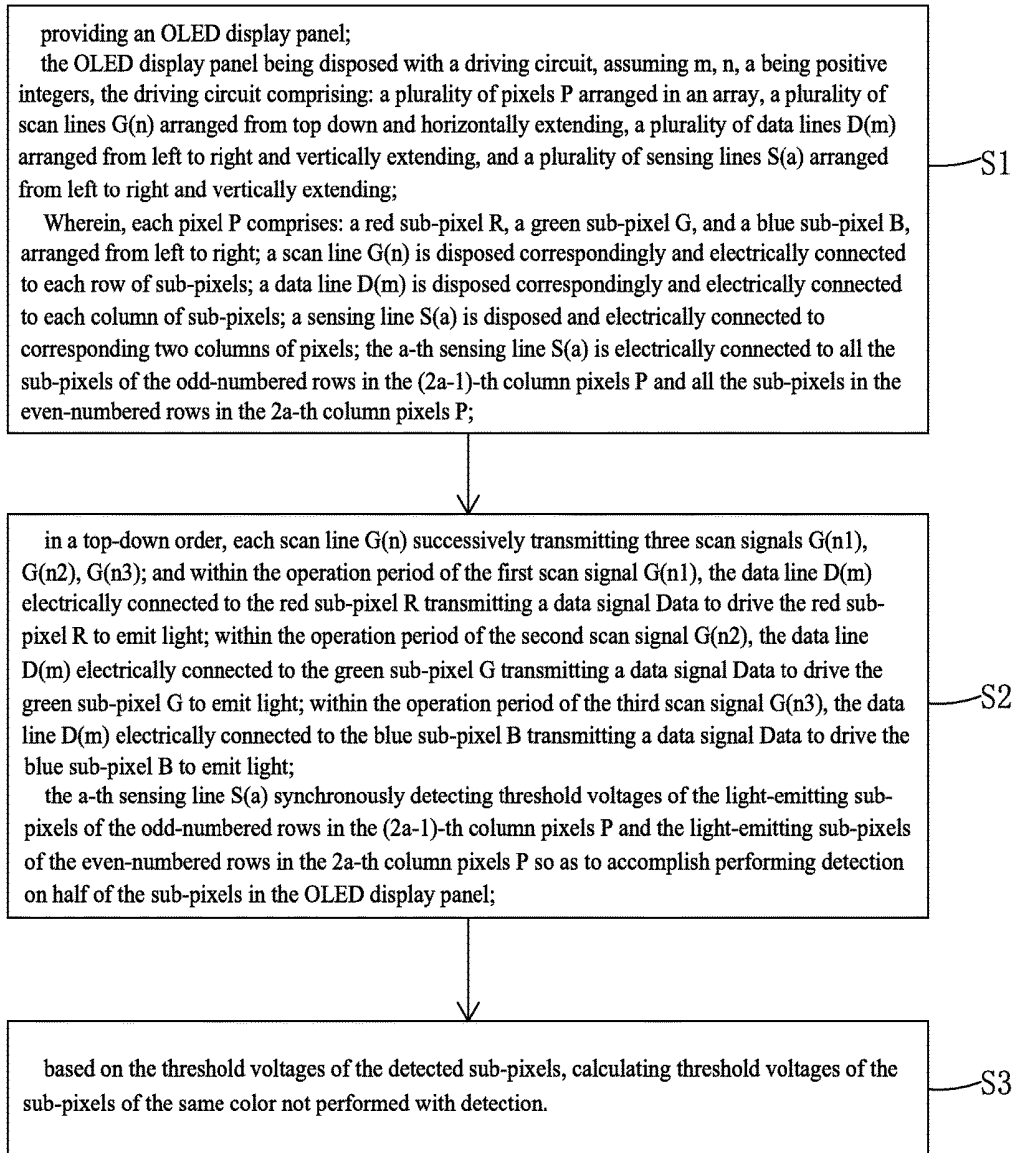 providing an OLED display panel;
the OLED display panel being disposed with a driving circuit, assuming m, n, a being positive
integers, the driving circuit comprising: a plurality of pixels P arranged in an array, a plurality of
scan lines G(n) arranged from top down and horizontally extending, a plurality of data lines D(m)
arranged from left to right and vertically extending, and a plurality of sensing lines S(a) arranged
from left to right and vertically extending;
Wherein, each pixel P comprises: a red sub-pixel R, a green sub-pixel G, and a blue sub-pixel B,
arranged from left to right; a scan line G(n) is disposed correspondingly and electrically connected
to each row of sub-pixels; a data line D(m) is disposed correspondingly and electrically connected
to each column of sub-pixels; a sensing line S(a) is disposed and electrically connected to
corresponding two columns of pixels; the a-th sensing line S(a) is electrically connected to all the
sub-pixels of the odd-numbered rows in the (2a-1)-th column pixels P and all the sub-pixels in the
even-numbered rows in the 2a-th column pixels P;
S1
in a top-down order, each scan line G(n) successively transmitting three scan signals G(n1),
G(n2), G(n3); and within the operation period of the first scan signal G(n1), the data line D(m)
electrically connected to the red sub-pixel R transmitting a data signal Data to drive the red sub-
pixel R to emit light; within the operation period of the second scan signal G(n2), the data line
D(m) electrically connected to the green sub-pixel G transmitting a data signal Data to drive the
green sub-pixel G to emit light; within the operation period of the third scan signal G(n3), the data
line D(m) electrically connected to the blue sub-pixel B transmitting a data signal Data to drive the
blue sub-pixel B to emit light;
the a-th sensing line S(a) synchronously detecting threshold voltages of the light-emitting sub-
pixels of the odd-numbered rows in the (2a-1)-th column pixels P and the light-emitting sub-pixels
of the even-numbered rows in the 2a-th column pixels P so as to accomplish performing detection
on half of the sub-pixels in the OLED display panel;
S2
based on the threshold voltages of the detected sub-pixels, calculating threshold voltages of the
sub-pixels of the same color not performed with detection.
S3